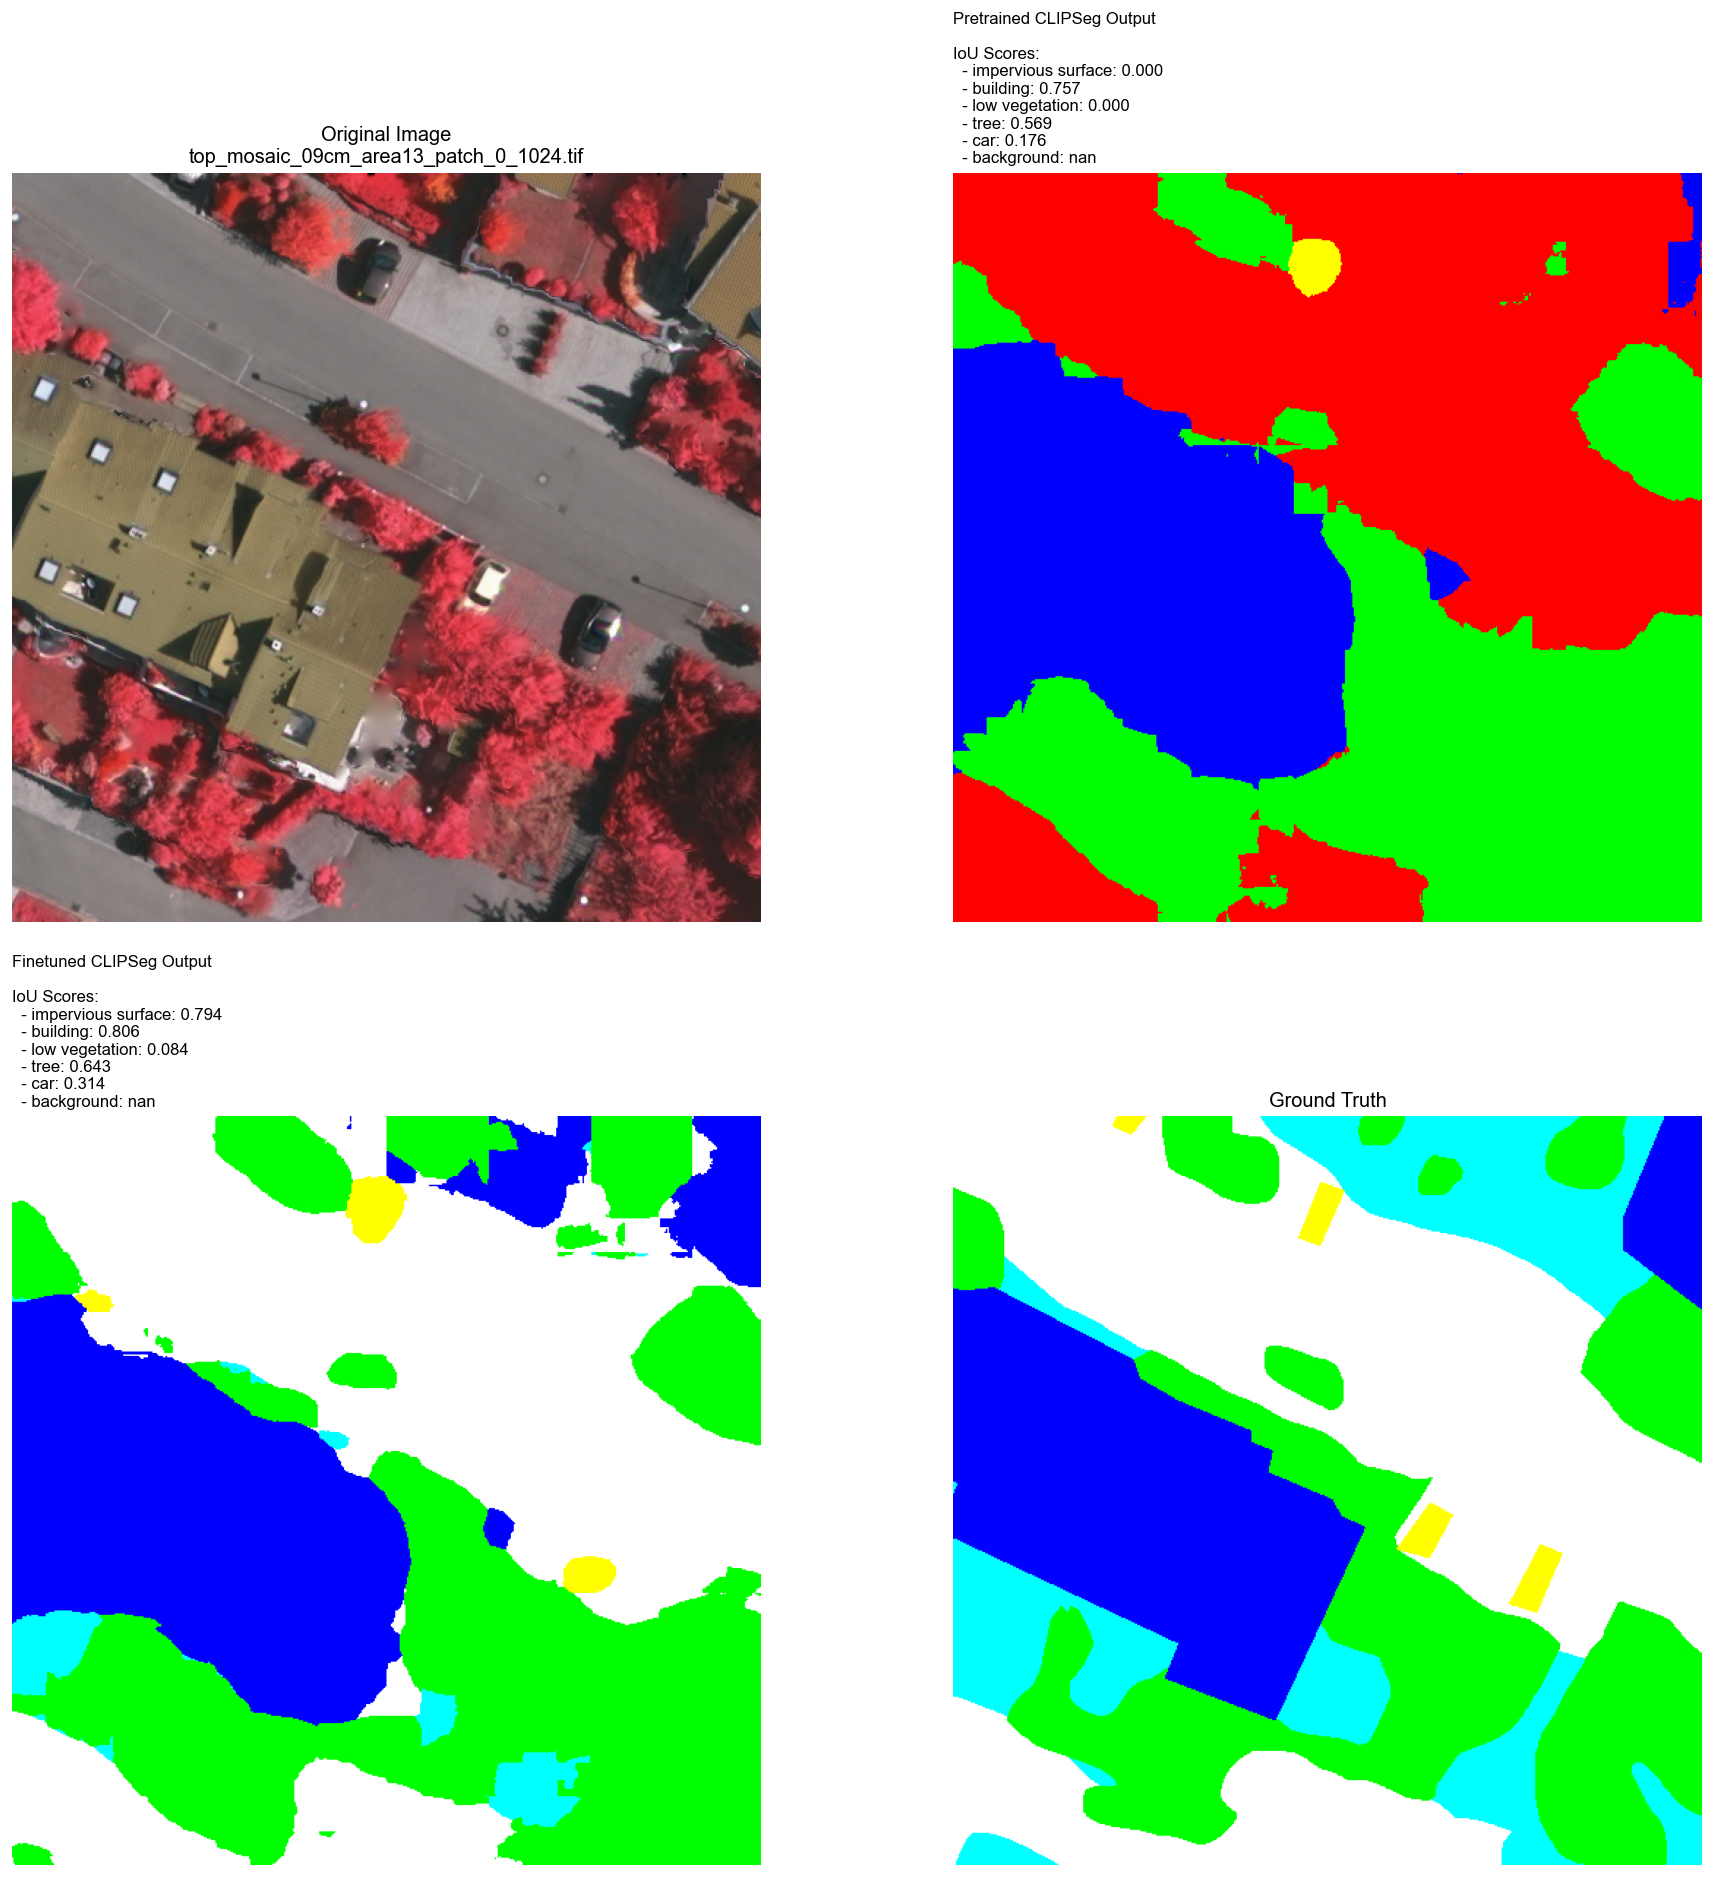 Original Image
top_mosaic_09cm_area13_patch_0_1024.tif
Pretrained CLIPSeg Output
IoU Scores:
- impervious surface: 0.000
- building: 0.757
- low vegetation: 0.000
- tree: 0.569
- car: 0.176
- background: nan
Finetuned CLIPSeg Output
IoU Scores:
- impervious surface: 0.794
- building: 0.806
- low vegetation: 0.084
- tree: 0.643
- car: 0.314
- background: nan
Ground Truth